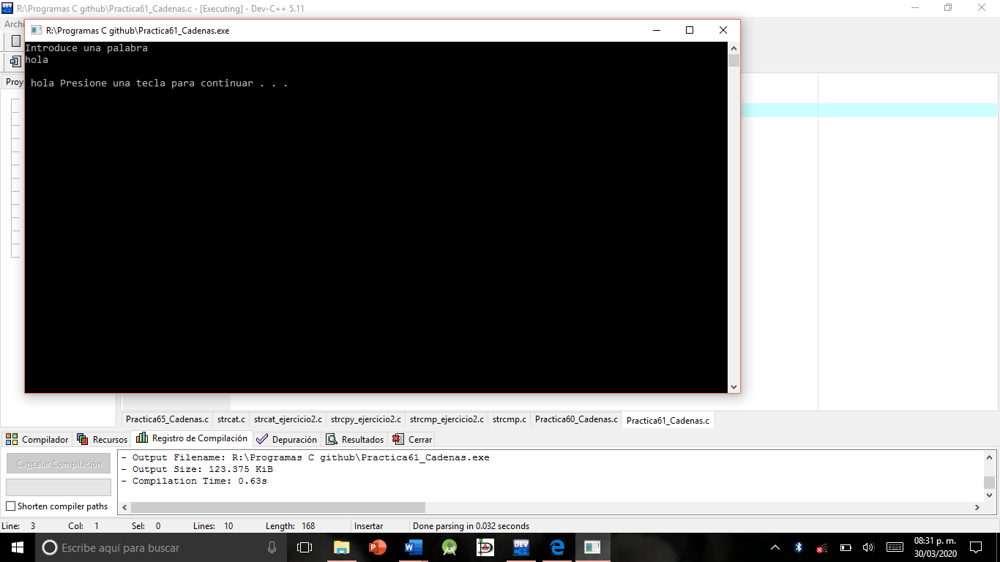 R:\Programas C github\Practica61_Cadenas.c - [Executing] - Dev-C++ 5.11
Archi
R:\Programas C github\Practica61_Cadenas.exe
Introduce una palabra
hola
hola Presione una tecla para continuar . . .
Proy
Practica65_Cadenas.c strcat.c strcat_ejercicio2.c strcpy_ejercicio2.c strcmp_ejercicio2.c strcmp.c Practica60_Cadenas.c Practica61_Cadenas.c
Compilador Recursos Registro de Compilación Depuración Resultados Cerrar
Cancelar Compilación
Shorten compiler paths
- Output Filename: R:\Programas C github\Practica61_Cadenas.exe
- Output Size: 123.375 KiB
- Compilation Time: 0.63s
Line: 3 Col: 1 Sel: 0 Lines: 10 Length: 168 Insertar Done parsing in 0.032 seconds
Escribe aquí para buscar
DEV
08:31 p. m.
30/03/2020